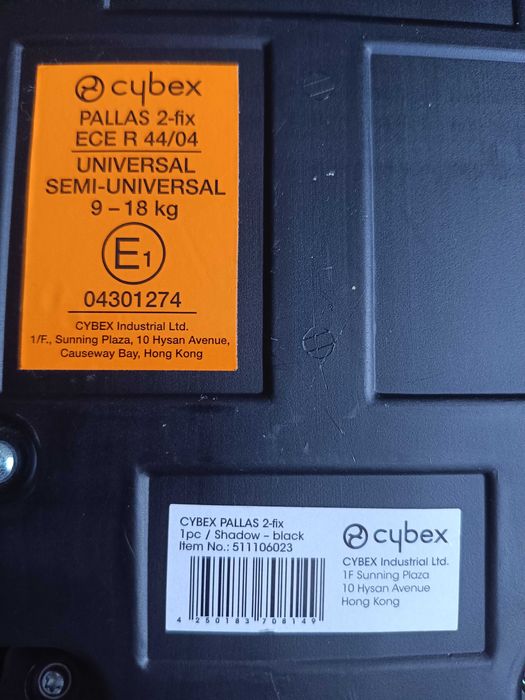 cybex
PALLAS 2-fix
ECE R 44/04
UNIVERSAL
SEMI-UNIVERSAL
9 – 18 kg
E1
04301274
CYBEX Industrial Ltd.
1/F., Sunning Plaza, 10 Hysan Avenue,
Causeway Bay, Hong Kong
CYBEX PALLAS 2-fix
1pc / Shadow – black
Item No.: 511106023
4 250183 708149
cybex
CYBEX Industrial Ltd.
1F Sunning Plaza
10 Hysan Avenue
Hong Kong